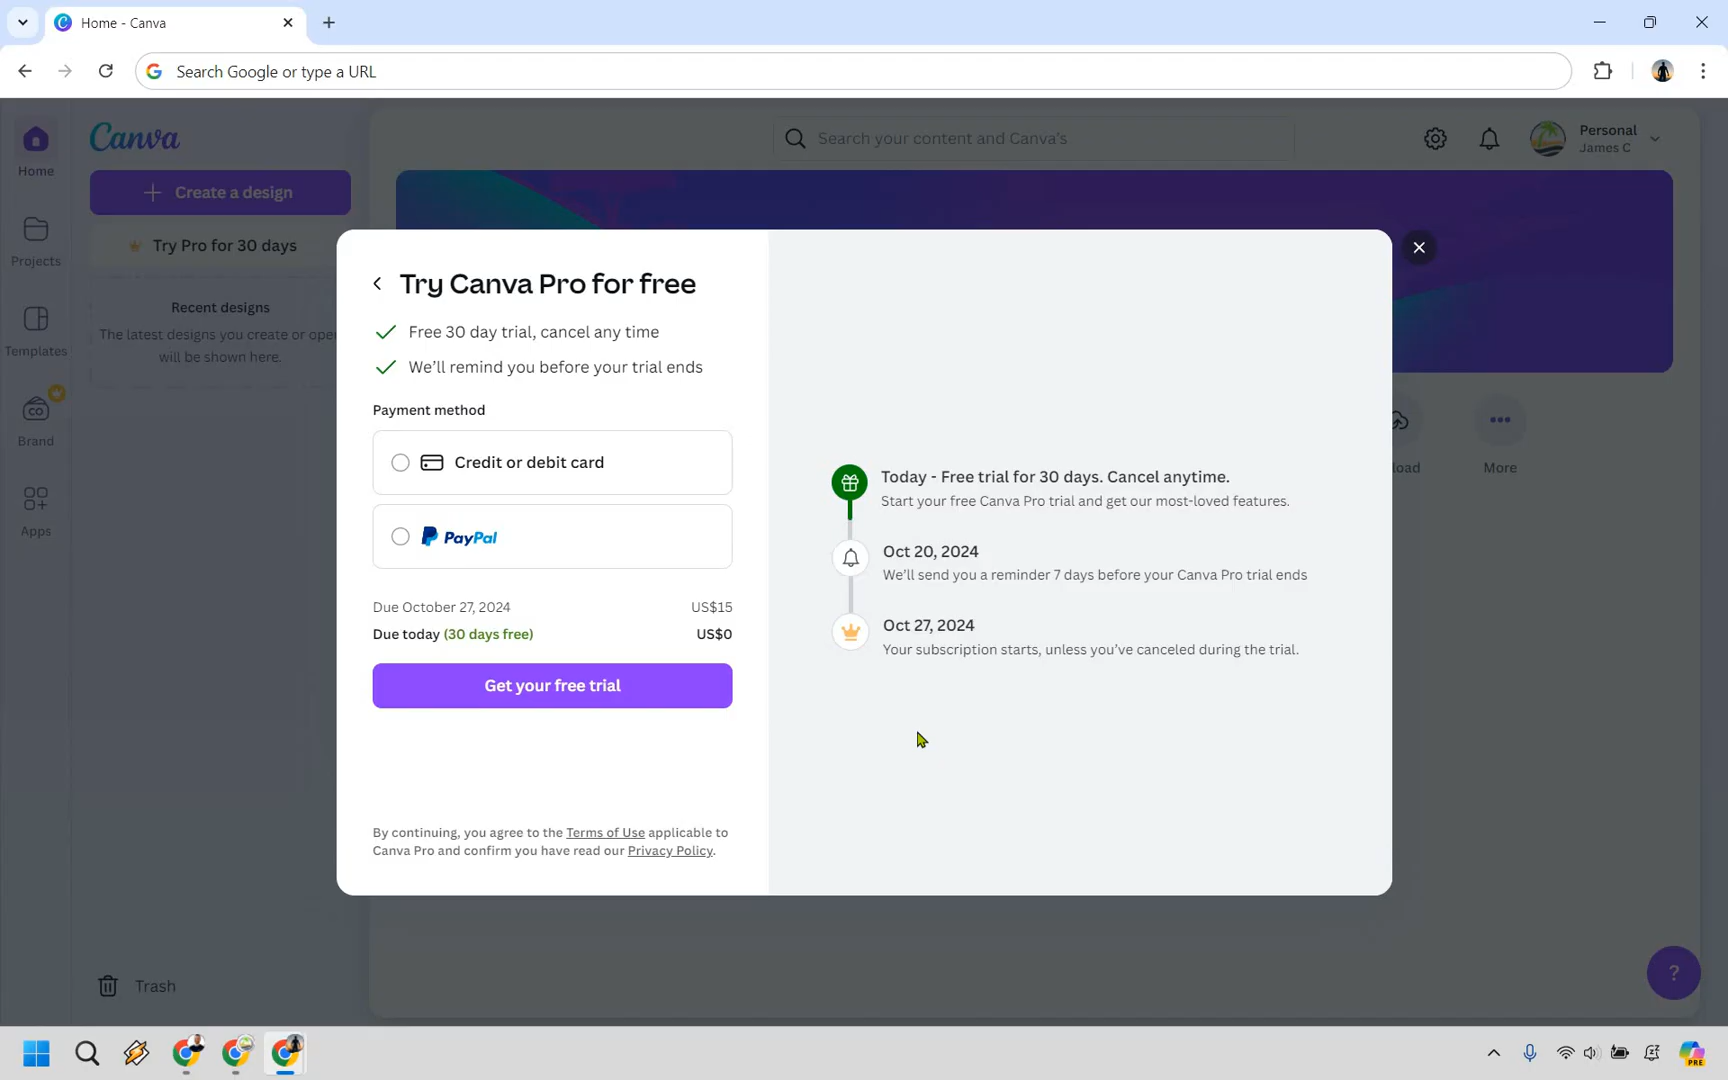 Home - Canva
Search Google or type a URL
Canva
Search your content and Canva's
Personal
James C
Home
Create a design
Try Pro for 30 days
Projects
Recent designs
The latest designs you create or open
will be shown here.
Templates
Brand
Apps
Trash
Try Canva Pro for free
Free 30 day trial, cancel any time
We'll remind you before your trial ends
Payment method
Credit or debit card
PayPal
Due October 27, 2024 US$15
Due today (30 days free) US$0
Get your free trial
By continuing, you agree to the Terms of Use applicable to
Canva Pro and confirm you have read our Privacy Policy.
Today - Free trial for 30 days. Cancel anytime.
Start your free Canva Pro trial and get our most-loved features.
Oct 20, 2024
We'll send you a reminder 7 days before your Canva Pro trial ends
Oct 27, 2024
Your subscription starts, unless you've canceled during the trial.
load
More
?
PRE